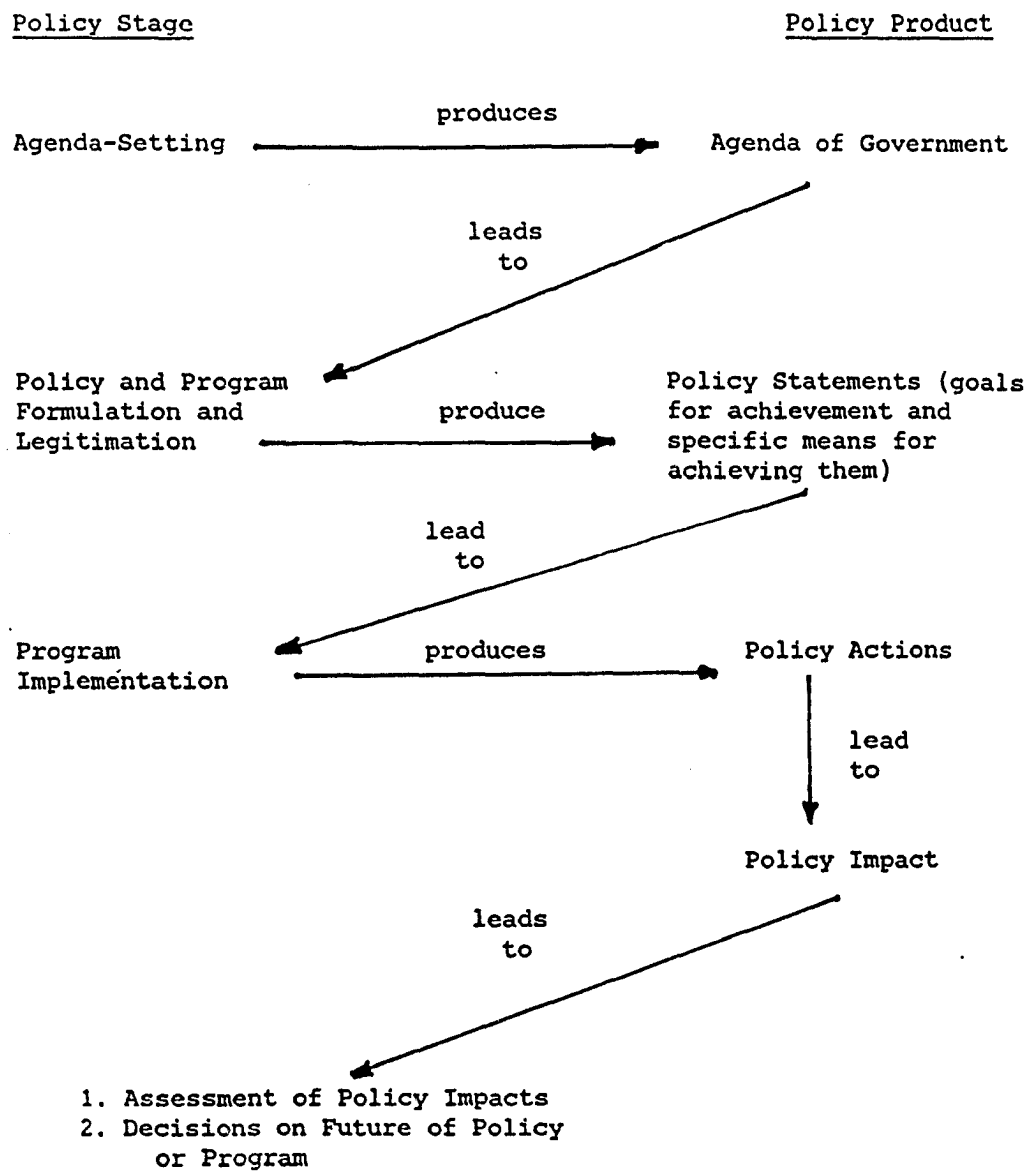 Policy Stage
Policy Product
produces
Agenda-Setting
Agenda of Government
leads
to
Policy and Program
Formulation and
Legitimation
produce
Policy Statements (goals
for achievement and
specific means for
achieving them)
lead
to
Program
Implementation
produces
Policy Actions
lead
to
Policy Impact
leads
to
1. Assessment of Policy Impacts
2. Decisions on Future of Policy
or Program